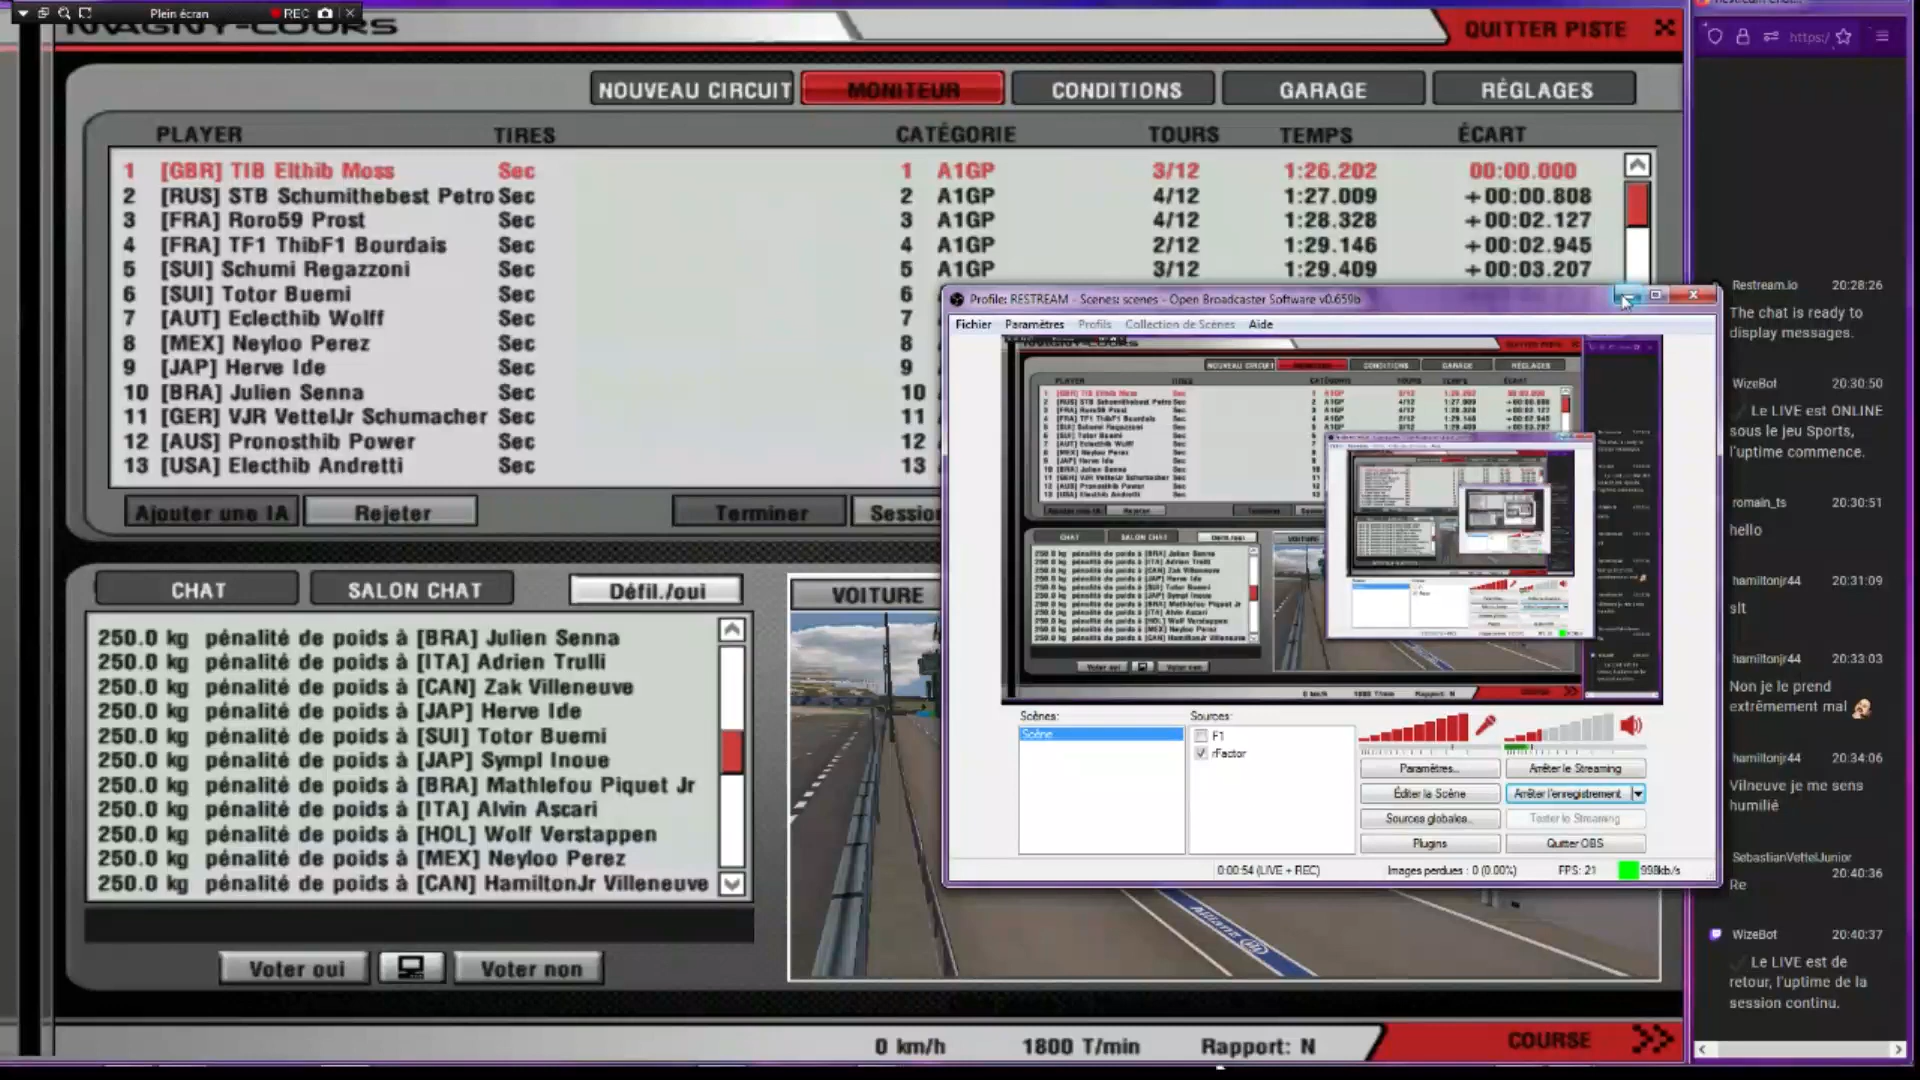 Plein écran
REC
MAGNY-COURS
QUITTER PISTE
NOUVEAU CIRCUIT
MONITEUR
CONDITIONS
GARAGE
RÉGLAGES
PLAYER TIRES CATÉGORIE TOURS TEMPS ÉCART
1 [GBR] TIB Elthib Moss Sec 1 A1GP 3/12 1:26.202 00:00.000
2 [RUS] STB Schumithebest Petro Sec 2 A1GP 4/12 1:27.009 +00:00.808
3 [FRA] Roro59 Prost Sec 3 A1GP 4/12 1:28.328 +00:02.127
4 [FRA] TF1 ThibF1 Bourdais Sec 4 A1GP 2/12 1:29.146 +00:02.945
5 [SUI] Schumi Regazzoni Sec 5 A1GP 3/12 1:29.409 +00:03.207
6 [SUI] Totor Buemi Sec 6
7 [AUT] Eclecthib Wolff Sec 7
8 [MEX] Neyloo Perez Sec 8
9 [JAP] Herve Ide Sec 9
10 [BRA] Julien Senna Sec 10
11 [GER] VJR VettelJr Schumacher Sec 11
12 [AUS] Pronosthib Power Sec 12
13 [USA] Electhib Andretti Sec 13
Ajouter une IA
Rejeter
Terminer
Session
CHAT
SALON CHAT
Défil./oui
VOITURE
250.0 kg pénalité de poids à [BRA] Julien Senna
250.0 kg pénalité de poids à [ITA] Adrien Trulli
250.0 kg pénalité de poids à [CAN] Zak Villeneuve
250.0 kg pénalité de poids à [JAP] Herve Ide
250.0 kg pénalité de poids à [SUI] Totor Buemi
250.0 kg pénalité de poids à [JAP] Sympl Inoue
250.0 kg pénalité de poids à [BRA] Mathlefou Piquet Jr
250.0 kg pénalité de poids à [ITA] Alvin Ascari
250.0 kg pénalité de poids à [HOL] Wolf Verstappen
250.0 kg pénalité de poids à [MEX] Neyloo Perez
250.0 kg pénalité de poids à [CAN] HamiltonJr Villeneuve
Voter oui
Voter non
Allianz
0 km/h
1800 T/min
Rapport: N
COURSE
Profile: RESTREAM - Scenes: scenes - Open Broadcaster Software v0.659b
Fichier Paramètres Profils Collection de Scènes Aide
Scènes:
Scène
Sources:
F1
rFactor
Paramètres...
Arrêter le Streaming
Éditer la Scène
Arrêter l'enregistrement
Sources globales...
Tester le Streaming
Plugins
Quitter OBS
0:00:54 (LIVE + REC)
Images perdues : 0 (0.00%)
FPS: 21
998kb/s
https:/
Restream.io 20:28:26
The chat is ready to
display messages.
WizeBot 20:30:50
Le LIVE est ONLINE
sous le jeu Sports,
l'uptime commence.
romain_ts 20:30:51
hello
hamiltonjr44 20:31:09
slt
hamiltonjr44 20:33:03
Non je le prend
extrêmement mal
hamiltonjr44 20:34:06
Vilneuve je me sens
humilié
SebastianVettelJunior
20:40:36
Re
WizeBot 20:40:37
Le LIVE est de
retour, l'uptime de la
session continu.